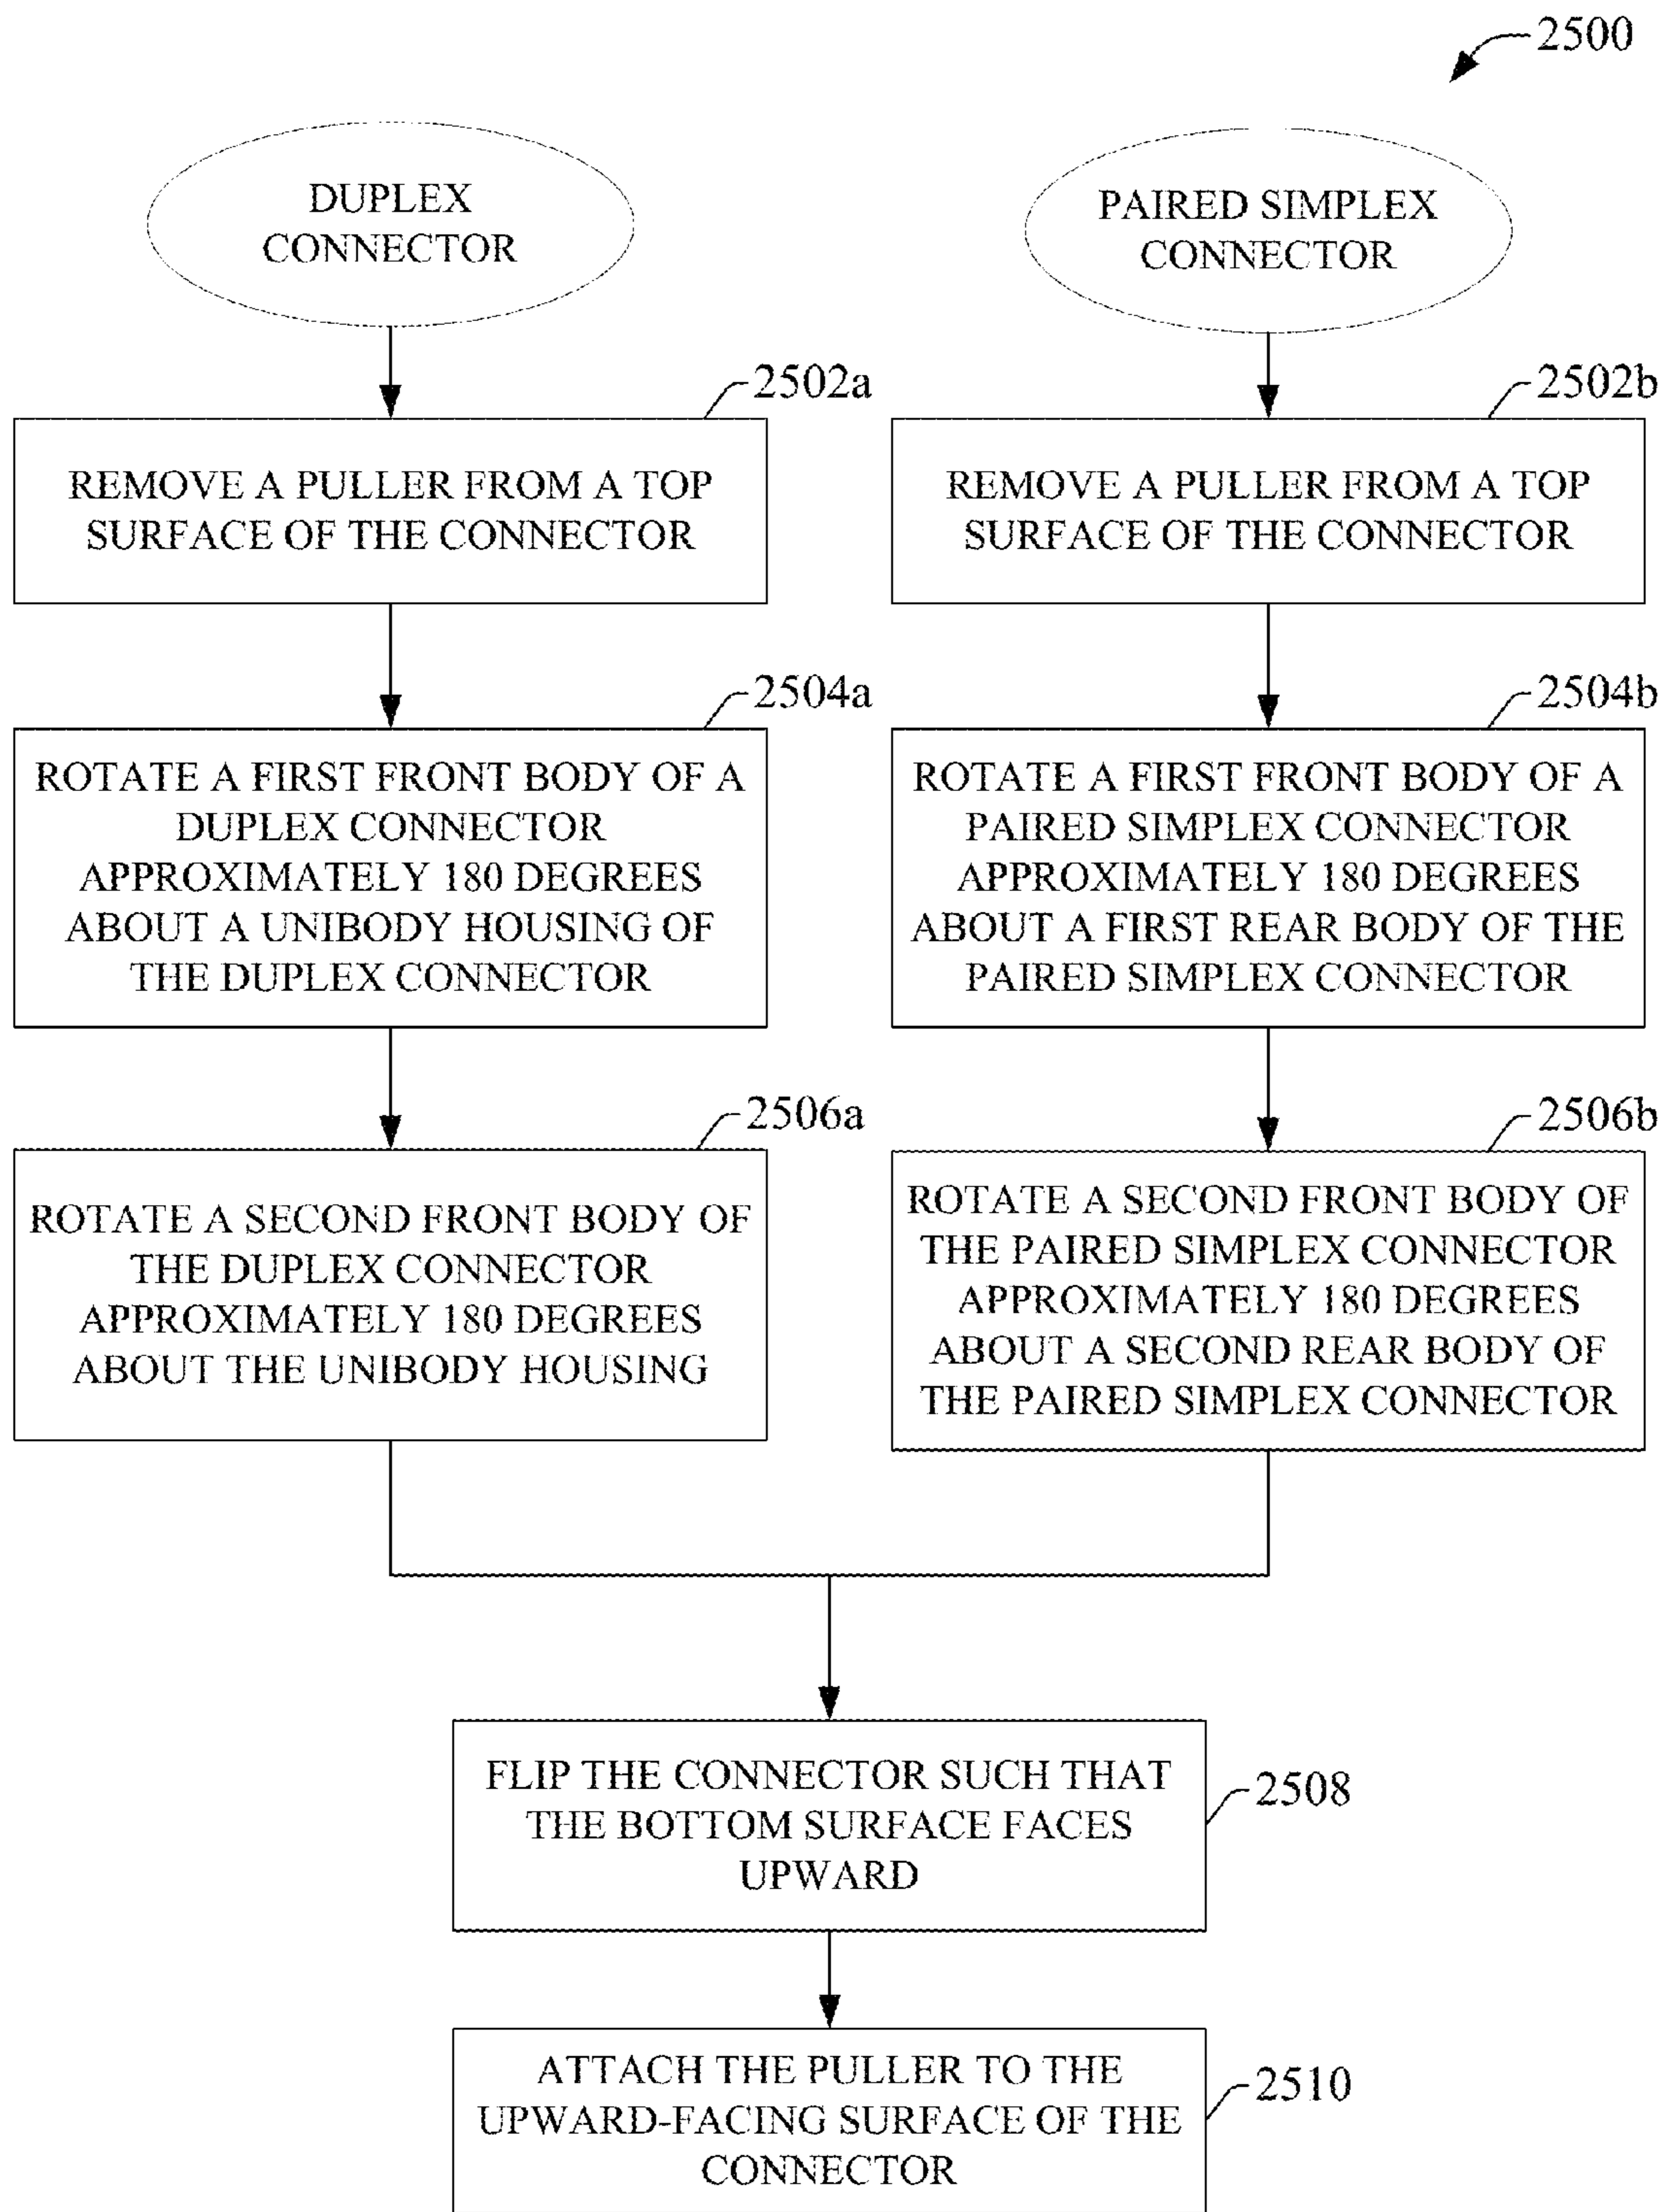 2500
DUPLEX
CONNECTOR
2502a
REMOVE A PULLER FROM A TOP
SURFACE OF THE CONNECTOR
2504a
ROTATE A FIRST FRONT BODY OF A
DUPLEX CONNECTOR
APPROXIMATELY 180 DEGREES
ABOUT A UNIBODY HOUSING OF
THE DUPLEX CONNECTOR
2506a
ROTATE A SECOND FRONT BODY OF
THE DUPLEX CONNECTOR
APPROXIMATELY 180 DEGREES
ABOUT THE UNIBODY HOUSING
PAIRED SIMPLEX
CONNECTOR
2502b
REMOVE A PULLER FROM A TOP
SURFACE OF THE CONNECTOR
2504b
ROTATE A FIRST FRONT BODY OF A
PAIRED SIMPLEX CONNECTOR
APPROXIMATELY 180 DEGREES
ABOUT A FIRST REAR BODY OF THE
PAIRED SIMPLEX CONNECTOR
2506b
ROTATE A SECOND FRONT BODY OF
THE PAIRED SIMPLEX CONNECTOR
APPROXIMATELY 180 DEGREES
ABOUT A SECOND REAR BODY OF
THE PAIRED SIMPLEX CONNECTOR
FLIP THE CONNECTOR SUCH THAT
THE BOTTOM SURFACE FACES
UPWARD
2508
ATTACH THE PULLER TO THE
UPWARD-FACING SURFACE OF THE
CONNECTOR
2510